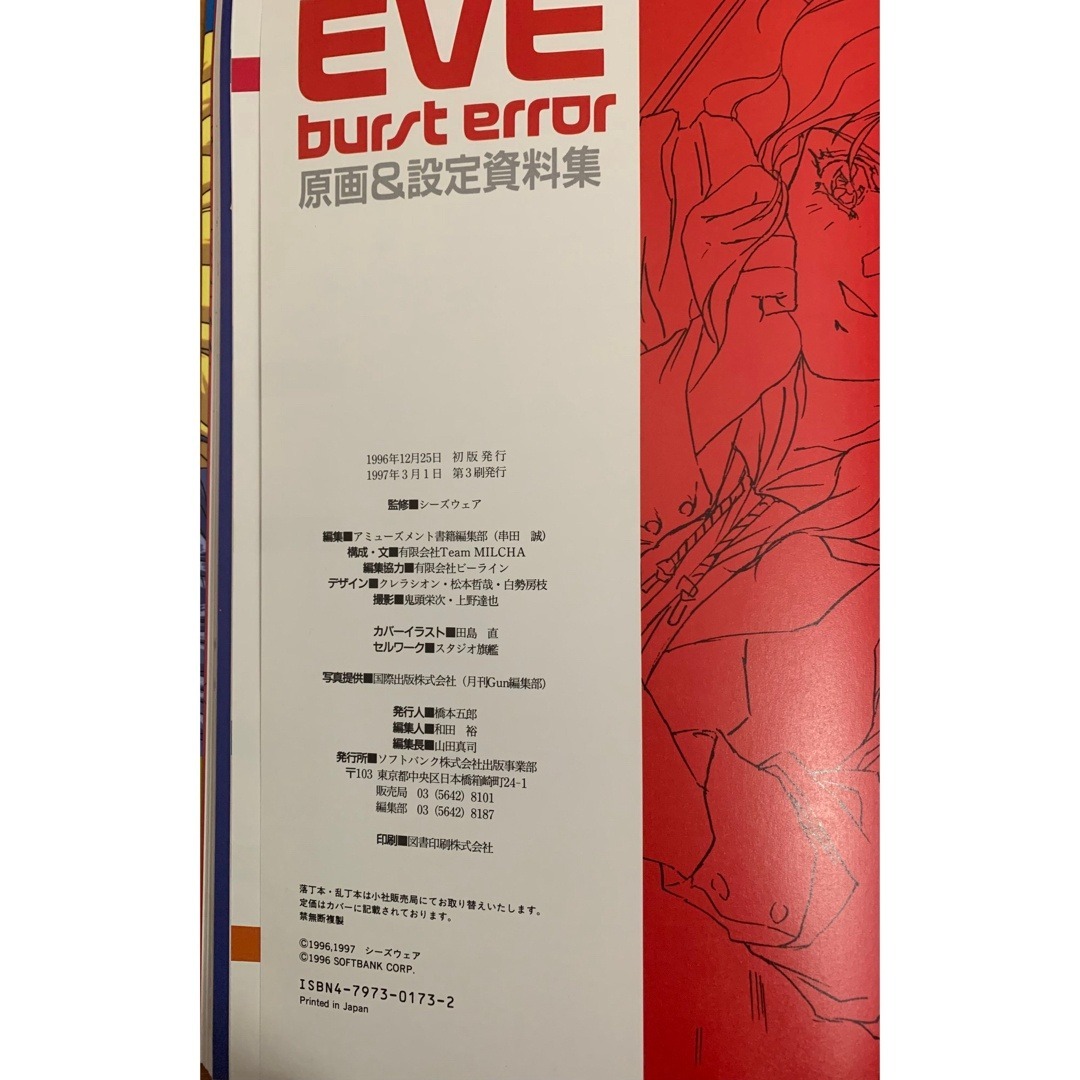 EVE
burst error
原画&設定資料集
1996年12月25日　初版発行
1997年3月1日　第3刷発行
監修■シーズウェア
編集■アミューズメント書籍編集部（串田　誠）
構成・文■有限会社Team MILCHA
編集協力■有限会社ビーライン
デザイン■クレラシオン・松本哲哉・白勢房枝
撮影■鬼頭栄次・上野達也
カバーイラスト■田島　直
セルワーク■スタジオ旗艦
写真提供■国際出版株式会社（月刊Gun編集部）
発行人■橋本五郎
編集人■和田　裕
編集長■山田真司
発行所■ソフトバンク株式会社出版事業部
〒103 東京都中央区日本橋箱崎町24-1
販売局　03（5642）8101
編集部　03（5642）8187
印刷■図書印刷株式会社
落丁本・乱丁本は小社販売局にてお取り替えいたします。
定価はカバーに記載されております。
禁無断複製
©1996,1997　シーズウェア
©1996 SOFTBANK CORP.
ISBN4-7973-0173-2
Printed in Japan